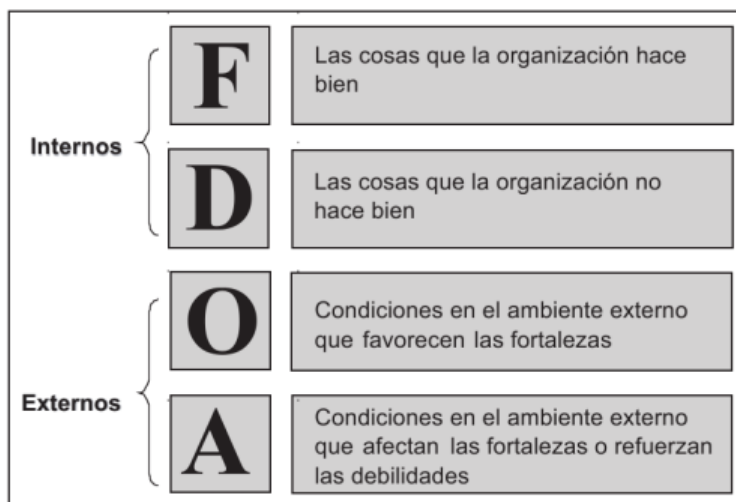 Internos
F
Las cosas que la organización hace
bien
D
Las cosas que la organización no
hace bien
Externos
O
Condiciones en el ambiente externo
que favorecen las fortalezas
A
Condiciones en el ambiente externo
que afectan las fortalezas o refuerzan
las debilidades